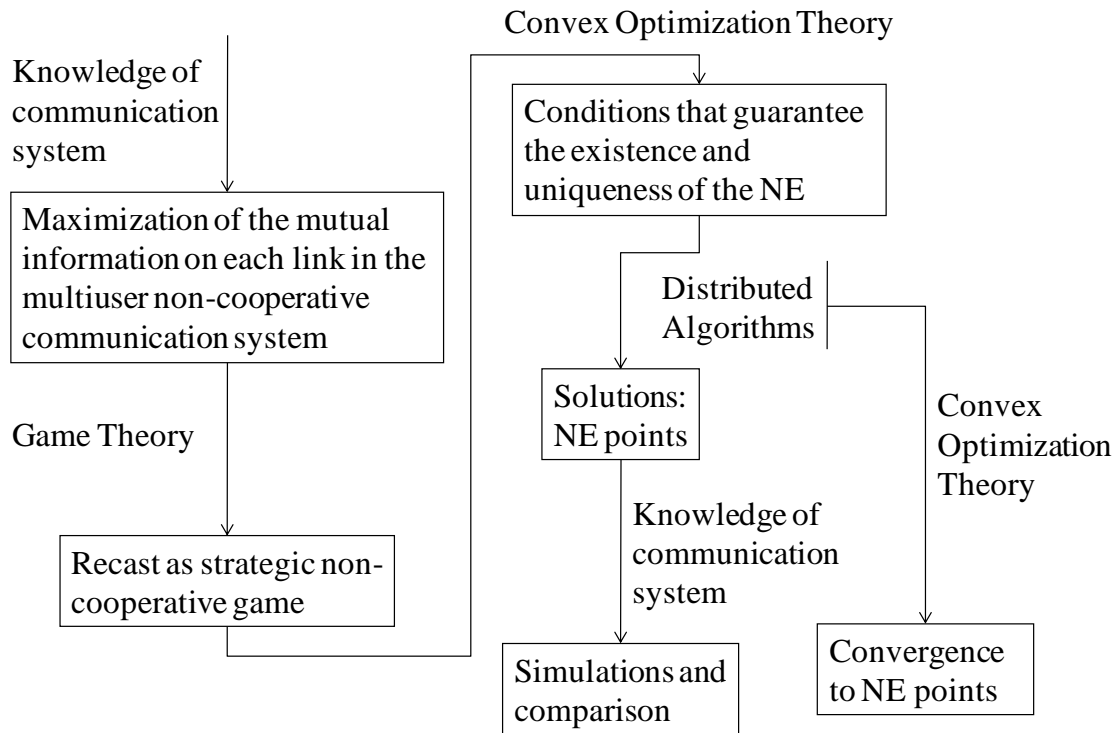 Knowledge of
communication
system
Maximization of the mutual
information on each link in the
multiuser non-cooperative
communication system
Game Theory
Recast as strategic non-
cooperative game
Convex Optimization Theory
Conditions that guarantee
the existence and
uniqueness of the NE
Distributed
Algorithms
Solutions:
NE points
Knowledge of
communication
system
Simulations and
comparison
Convex
Optimization
Theory
Convergence
to NE points